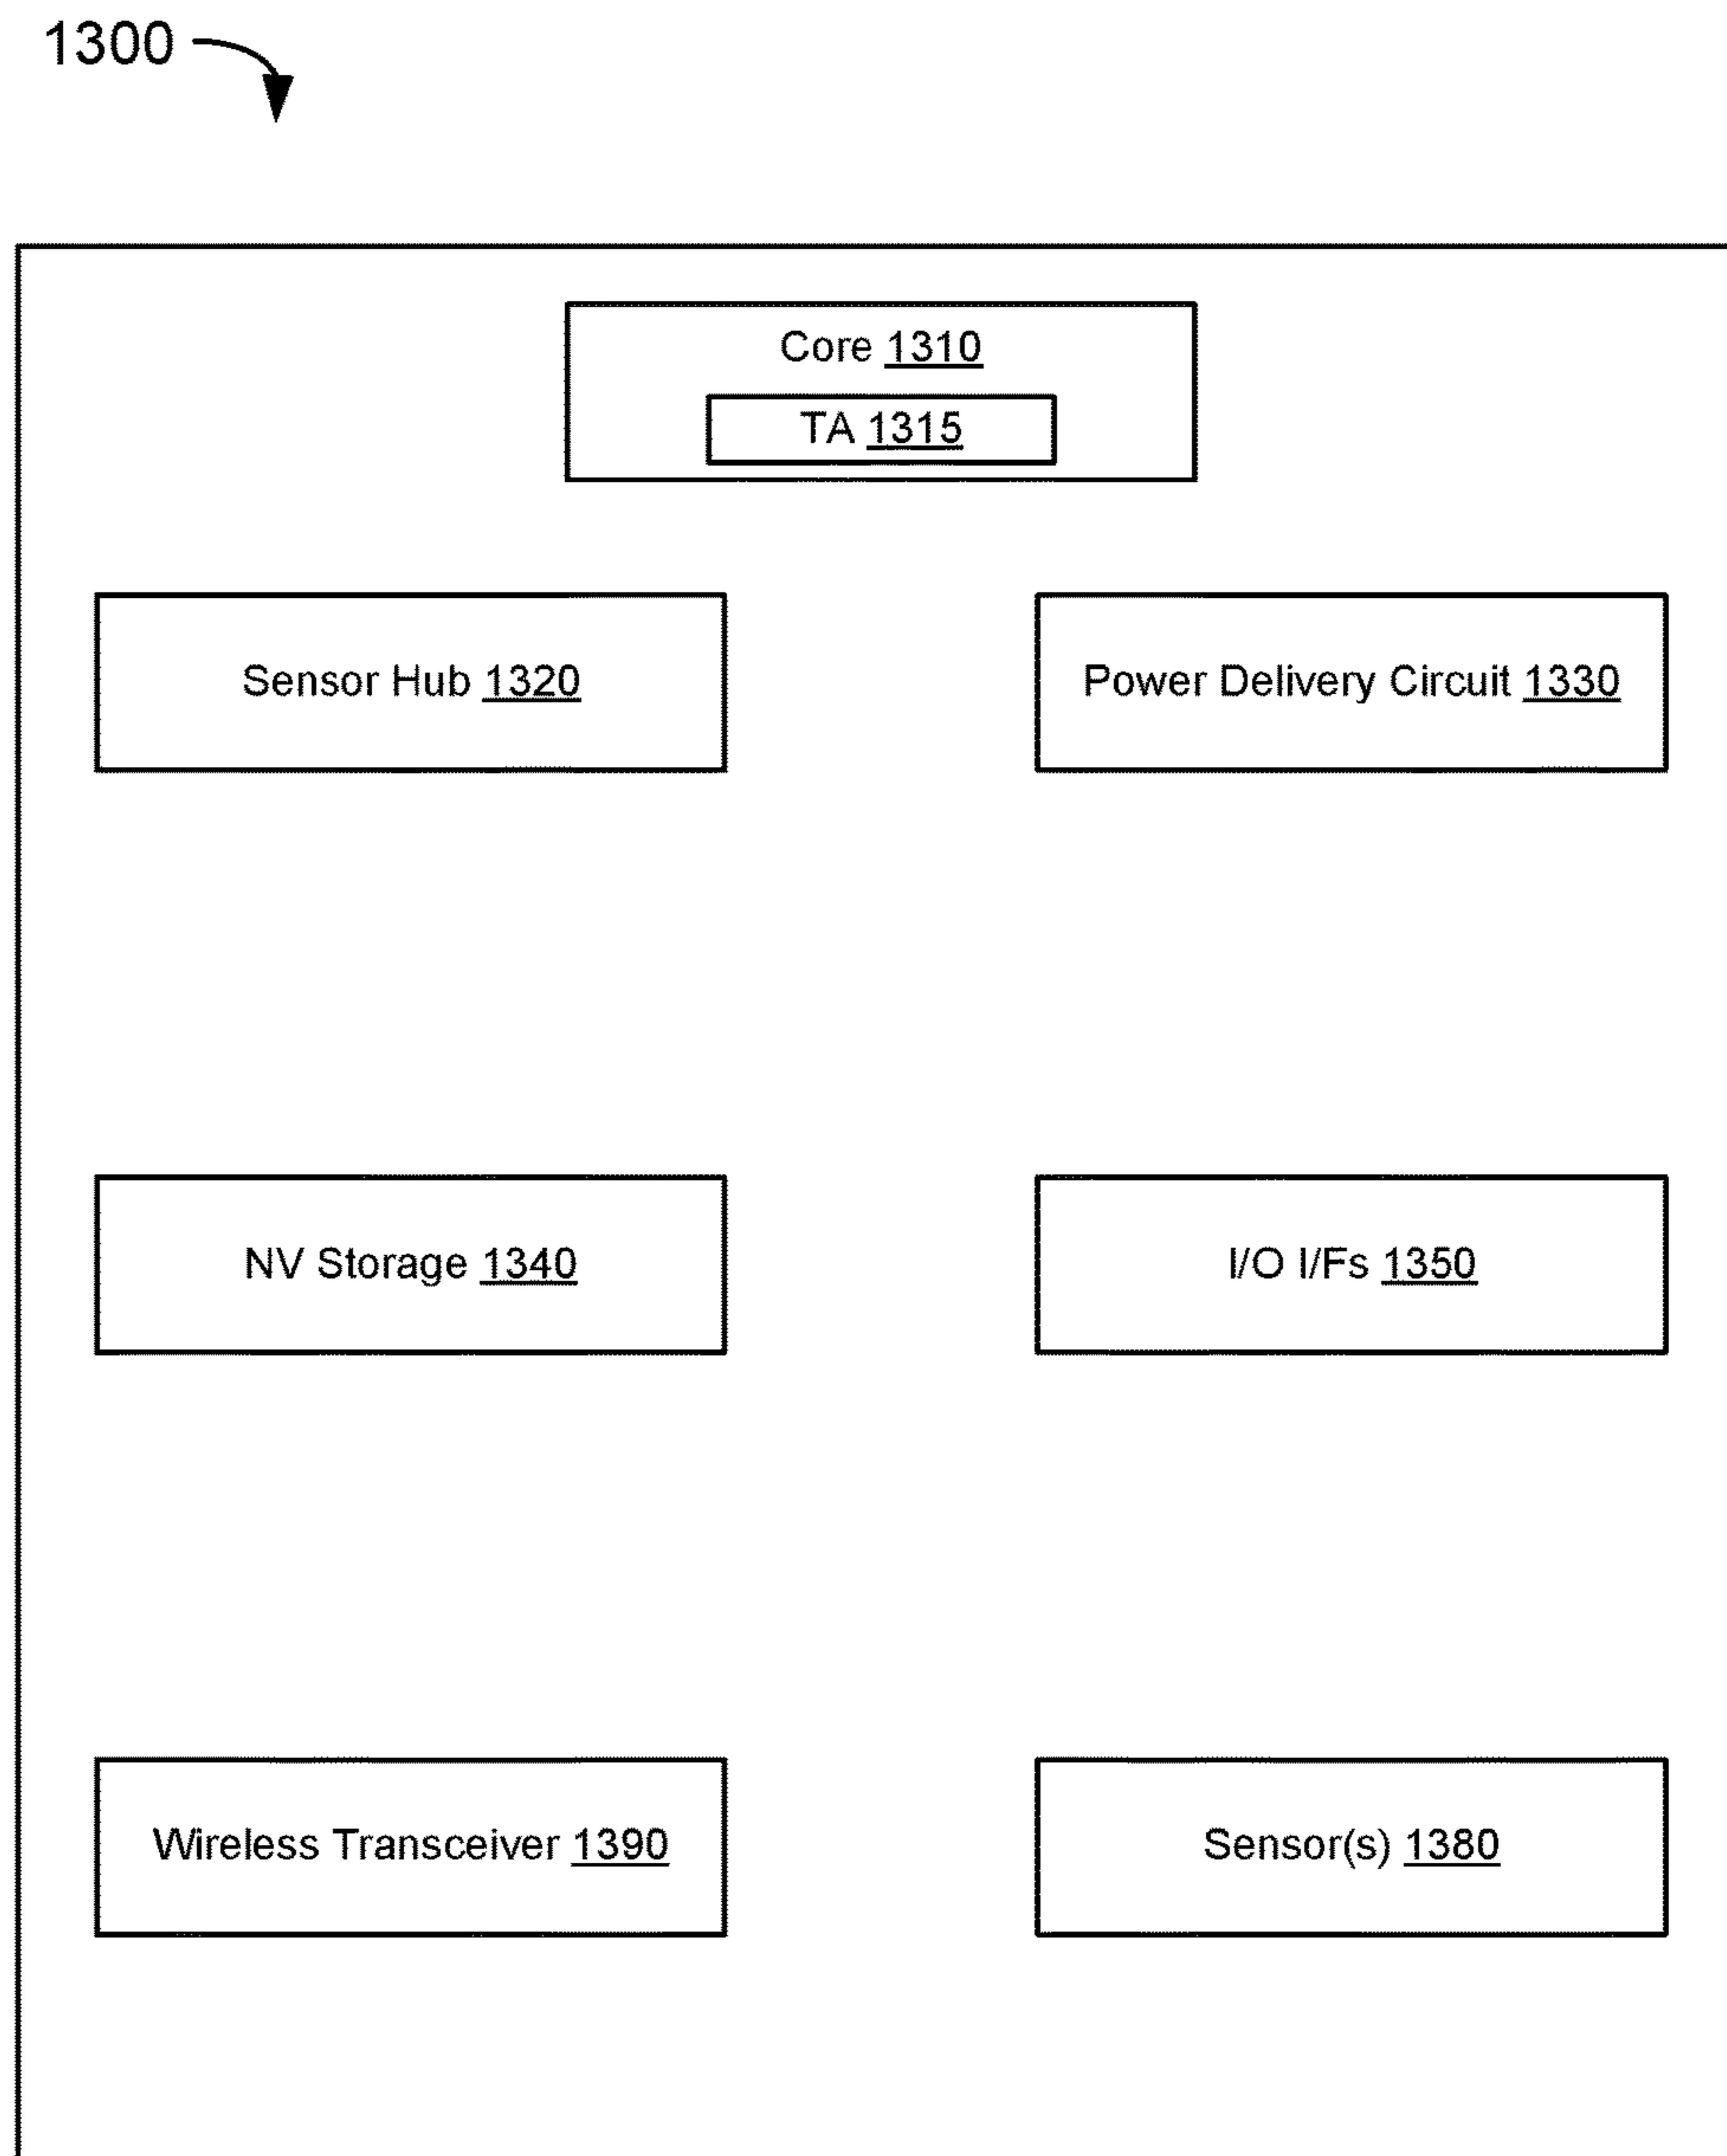 1300
Core 1310
TA 1315
Sensor Hub 1320
Power Delivery Circuit 1330
NV Storage 1340
I/O I/Fs 1350
Wireless Transceiver 1390
Sensor(s) 1380